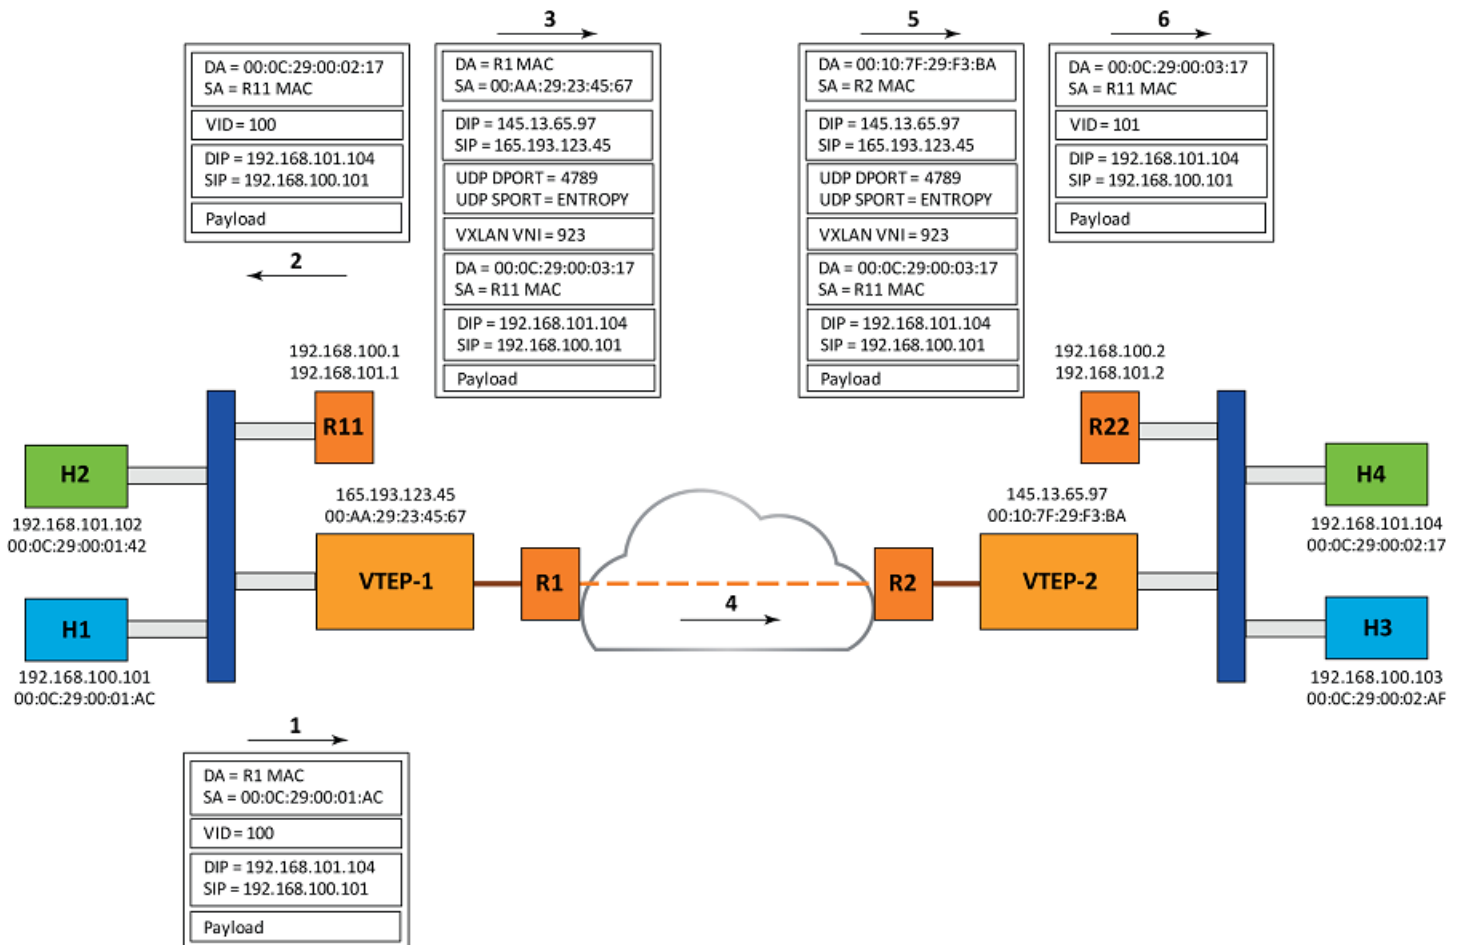 3
5
6
DA = 00:0C:29:00:02:17
SA = R11 MAC
VID = 100
DIP = 192.168.101.104
SIP = 192.168.100.101
Payload
2
DA = R1 MAC
SA = 00:AA:29:23:45:67
DIP = 145.13.65.97
SIP = 165.193.123.45
UDP DPORT = 4789
UDP SPORT = ENTROPY
VXLAN VNI = 923
DA = 00:0C:29:00:03:17
SA = R11 MAC
DIP = 192.168.101.104
SIP = 192.168.100.101
Payload
DA = 00:10:7F:29:F3:BA
SA = R2 MAC
DIP = 145.13.65.97
SIP = 165.193.123.45
UDP DPORT = 4789
UDP SPORT = ENTROPY
VXLAN VNI = 923
DA = 00:0C:29:00:03:17
SA = R11 MAC
DIP = 192.168.101.104
SIP = 192.168.100.101
Payload
DA = 00:0C:29:00:03:17
SA = R11 MAC
VID = 101
DIP = 192.168.101.104
SIP = 192.168.100.101
Payload
192.168.100.1
192.168.101.1
R11
192.168.100.2
192.168.101.2
R22
H2
192.168.101.102
00:0C:29:00:01:42
165.193.123.45
00:AA:29:23:45:67
VTEP-1
R1
4
R2
145.13.65.97
00:10:7F:29:F3:BA
VTEP-2
H4
192.168.101.104
00:0C:29:00:02:17
H1
192.168.100.101
00:0C:29:00:01:AC
H3
192.168.100.103
00:0C:29:00:02:AF
1
DA = R1 MAC
SA = 00:0C:29:00:01:AC
VID = 100
DIP = 192.168.101.104
SIP = 192.168.100.101
Payload